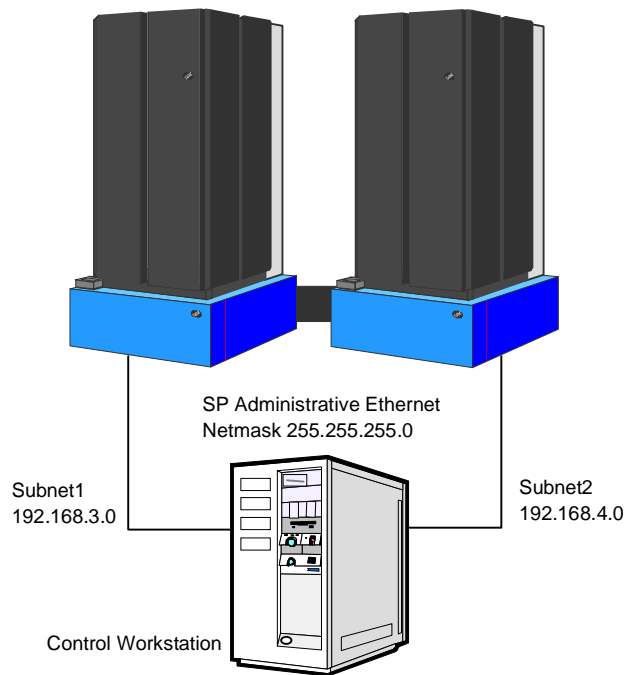 SP Administrative Ethernet
Netmask 255.255.255.0
Subnet1
192.168.3.0
Subnet2
192.168.4.0
Control Workstation